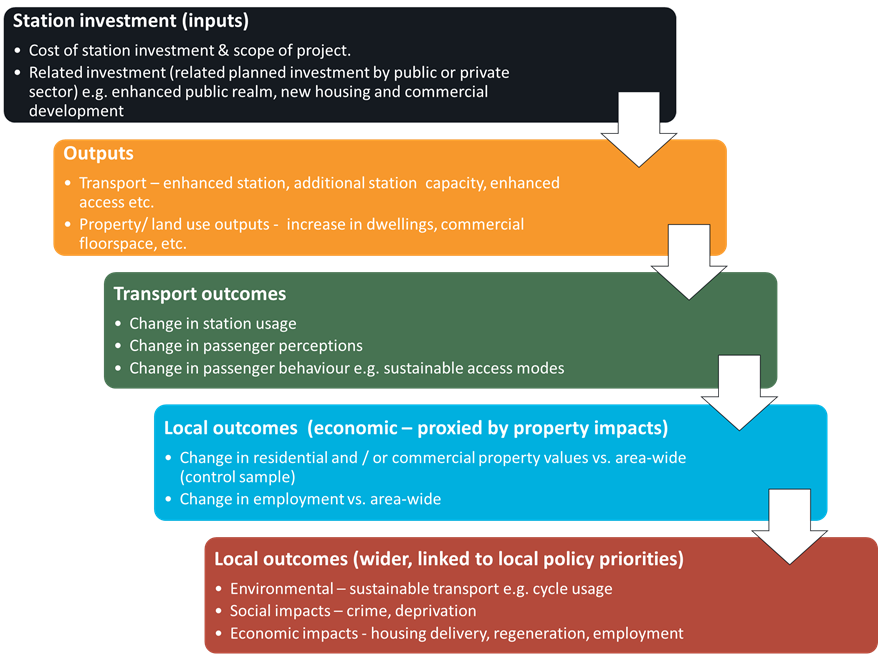 Station investment (inputs)
• Cost of station investment & scope of project.
• Related investment (related planned investment by public or private
sector) e.g. enhanced public realm, new housing and commercial
development
Outputs
• Transport – enhanced station, additional station  capacity, enhanced
access etc.
• Property/ land use outputs -  increase in dwellings, commercial
floorspace, etc.
Transport outcomes
• Change in station usage
• Change in passenger perceptions
• Change in passenger behaviour e.g. sustainable access modes
Local outcomes  (economic – proxied by property impacts)
• Change in residential and / or commercial property values vs. area-wide
(control sample)
• Change in employment vs. area-wide
Local outcomes (wider, linked to local policy priorities)
• Environmental – sustainable transport e.g. cycle usage
• Social impacts – crime, deprivation
• Economic impacts - housing delivery, regeneration, employment